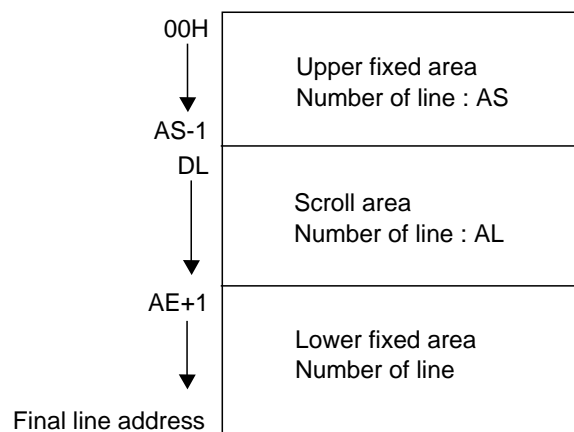 00H
Upper fixed area
Number of line : AS
AS-1
DL
Scroll area
Number of line : AL
AE+1
Lower fixed area
Number of line
Final line address